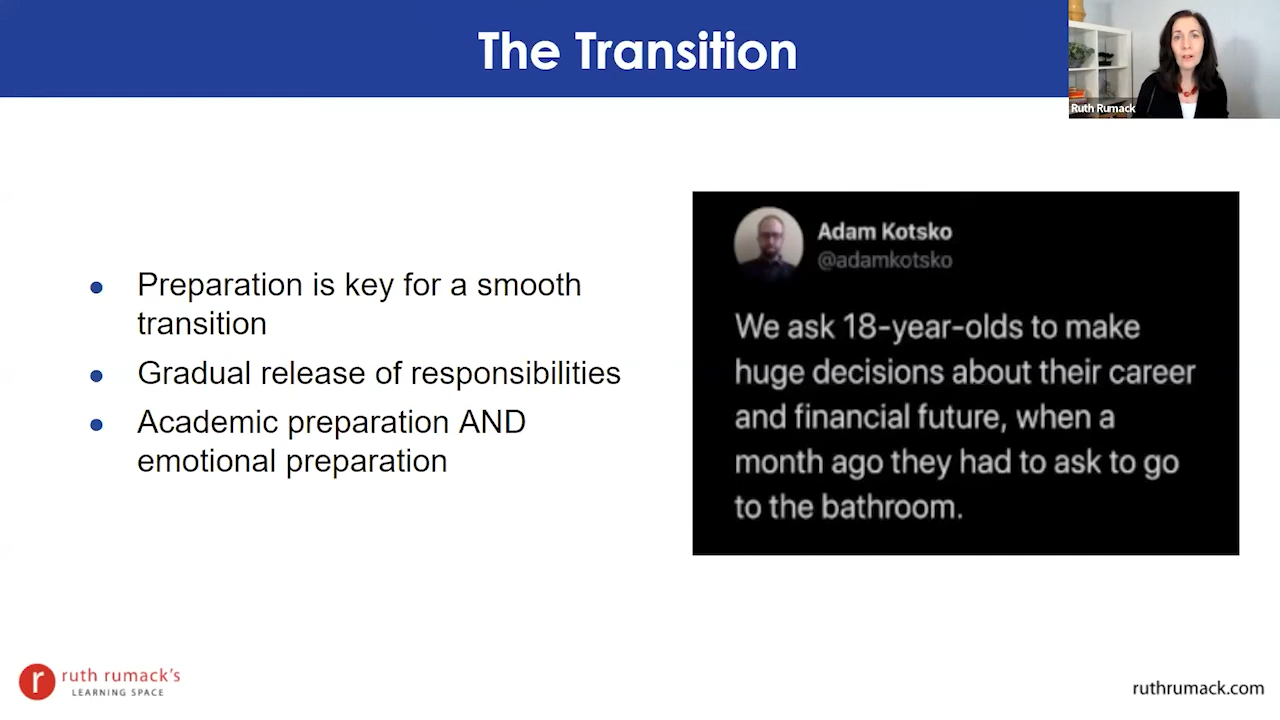 The Transition
Ruth Rumack
Preparation is key for a smooth
transition
Gradual release of responsibilities
Academic preparation AND
emotional preparation
Adam Kotsko
@adamkotsko
We ask 18-year-olds to make
huge decisions about their career
and financial future, when a
month ago they had to ask to go
to the bathroom.
r
ruth rumack's
LEARNING SPACE
ruthrumack.com